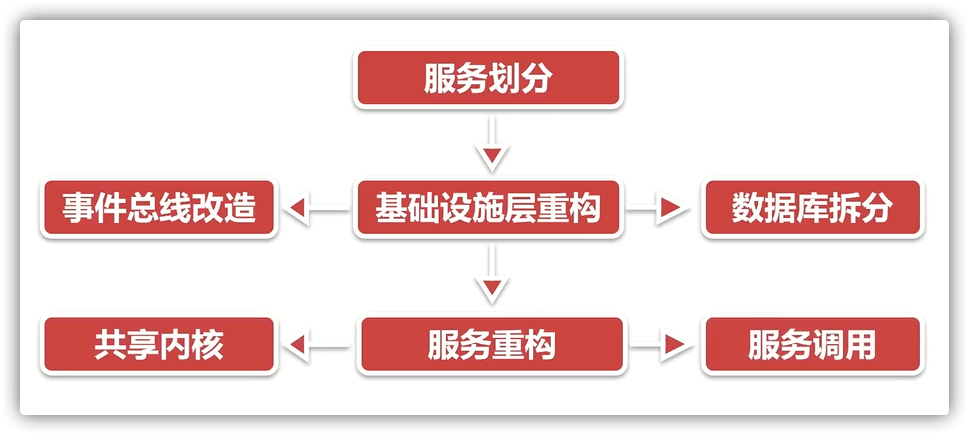 服务划分
事件总线改造
基础设施层重构
数据库拆分
共享内核
服务重构
服务调用